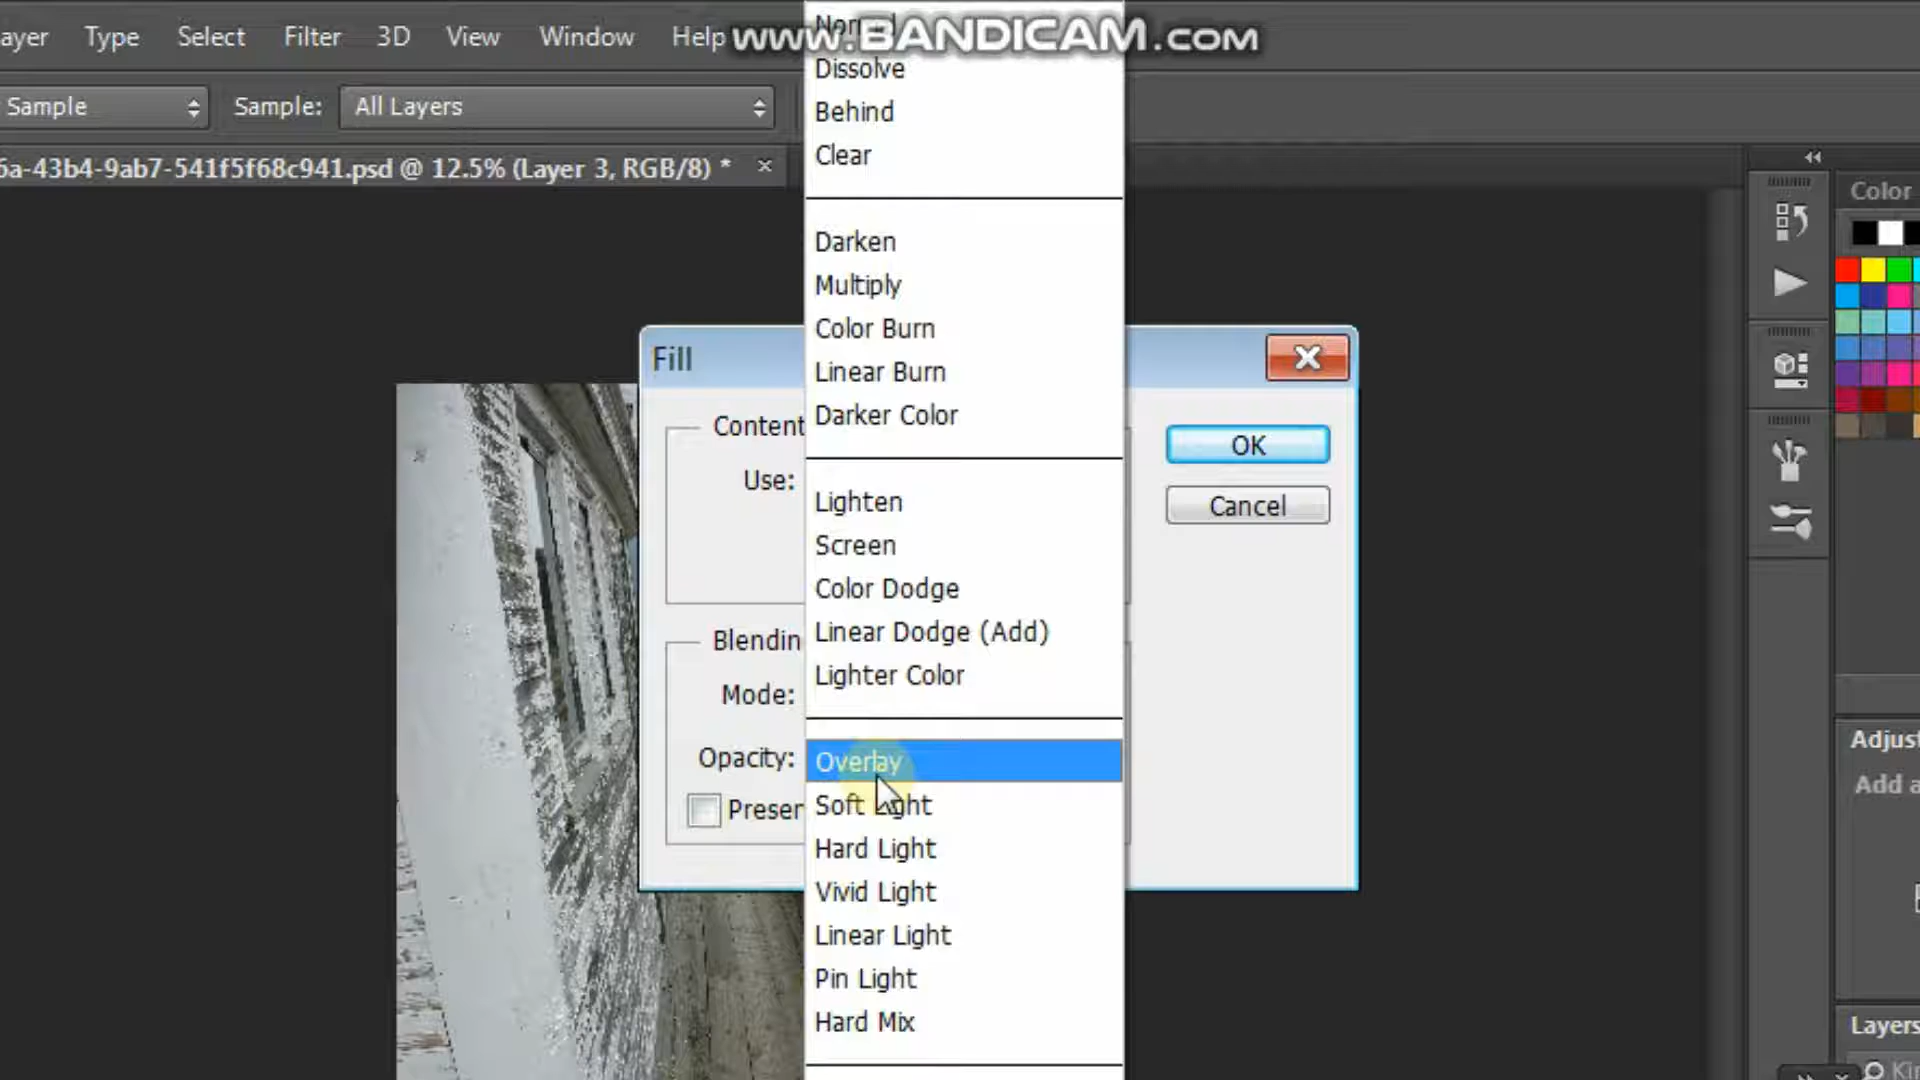 ayer Type Select Filter 3D View Window Help
www.BANDICAM.com
Normal
Sample Sample: All Layers
6a-43b4-9ab7-541f5f68c941.psd @ 12.5% (Layer 3, RGB/8) * ×
Dissolve
Behind
Clear
Darken
Multiply
Color Burn
Linear Burn
Darker Color
Lighten
Screen
Color Dodge
Linear Dodge (Add)
Lighter Color
Overlay
Soft Light
Hard Light
Vivid Light
Linear Light
Pin Light
Hard Mix
Fill
Content
Use:
OK
Cancel
Blendin
Mode:
Opacity:
Preser
Color
Adjust
Add a
Layers